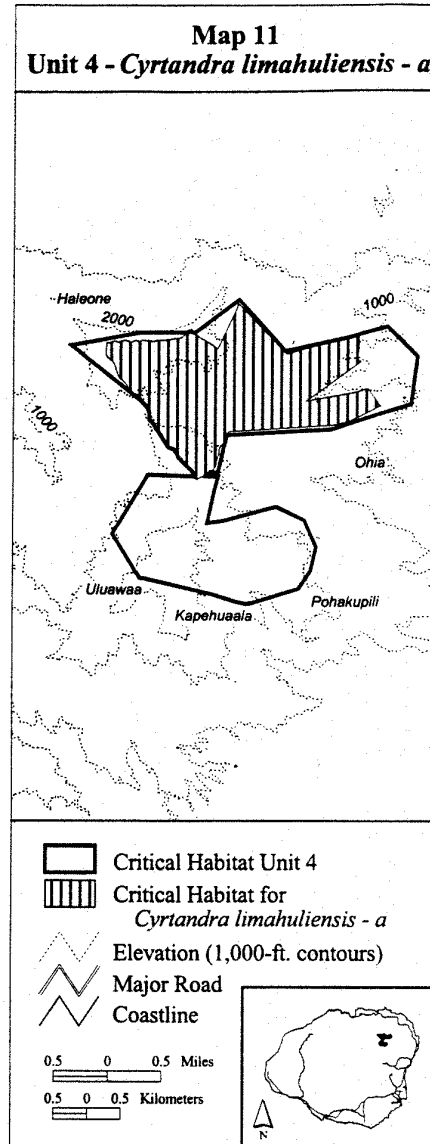 Map 11
Unit 4 - Cyrtandra limahuliensis - a
Haleone
2000
1000
1000
Ohia
Uluawaa
Kapehuaala
Pohakupili
Critical Habitat Unit 4
Critical Habitat for
Cyrtandra limahuliensis - a
Elevation (1,000-ft. contours)
Major Road
Coastline
0.5 0 0.5 Miles
0.5 0 0.5 Kilometers
N